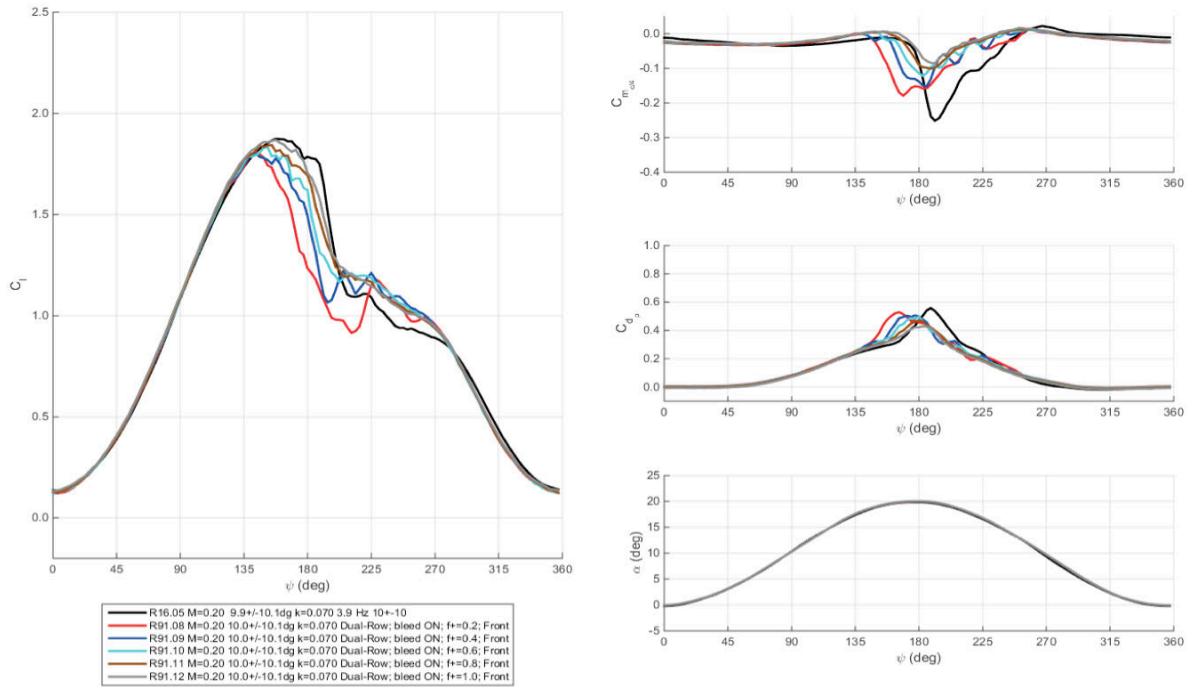 2.5
2.0
1.5
1.0
0.5
0.0
C_l
0 45 90 135 180 225 270 315 360
ψ (deg)
R16.05 M=0.20 9.9+/-10.1dg k=0.070 3.9 Hz 10+-10
R91.08 M=0.20 10.0+/-10.1dg k=0.070 Dual-Row; bleed ON; f+=0.2; Front
R91.09 M=0.20 10.0+/-10.1dg k=0.070 Dual-Row; bleed ON; f+=0.4; Front
R91.10 M=0.20 10.0+/-10.1dg k=0.070 Dual-Row; bleed ON; f+=0.6; Front
R91.11 M=0.20 10.0+/-10.1dg k=0.070 Dual-Row; bleed ON; f+=0.8; Front
R91.12 M=0.20 10.0+/-10.1dg k=0.070 Dual-Row; bleed ON; f+=1.0; Front
0.0
-0.1
-0.2
-0.3
-0.4
C_m_c/4
0 45 90 135 180 225 270 315 360
ψ (deg)
1.0
0.8
0.6
0.4
0.2
0.0
C_d_p
0 45 90 135 180 225 270 315 360
ψ (deg)
25
20
15
10
5
0
-5
α (deg)
0 45 90 135 180 225 270 315 360
ψ (deg)